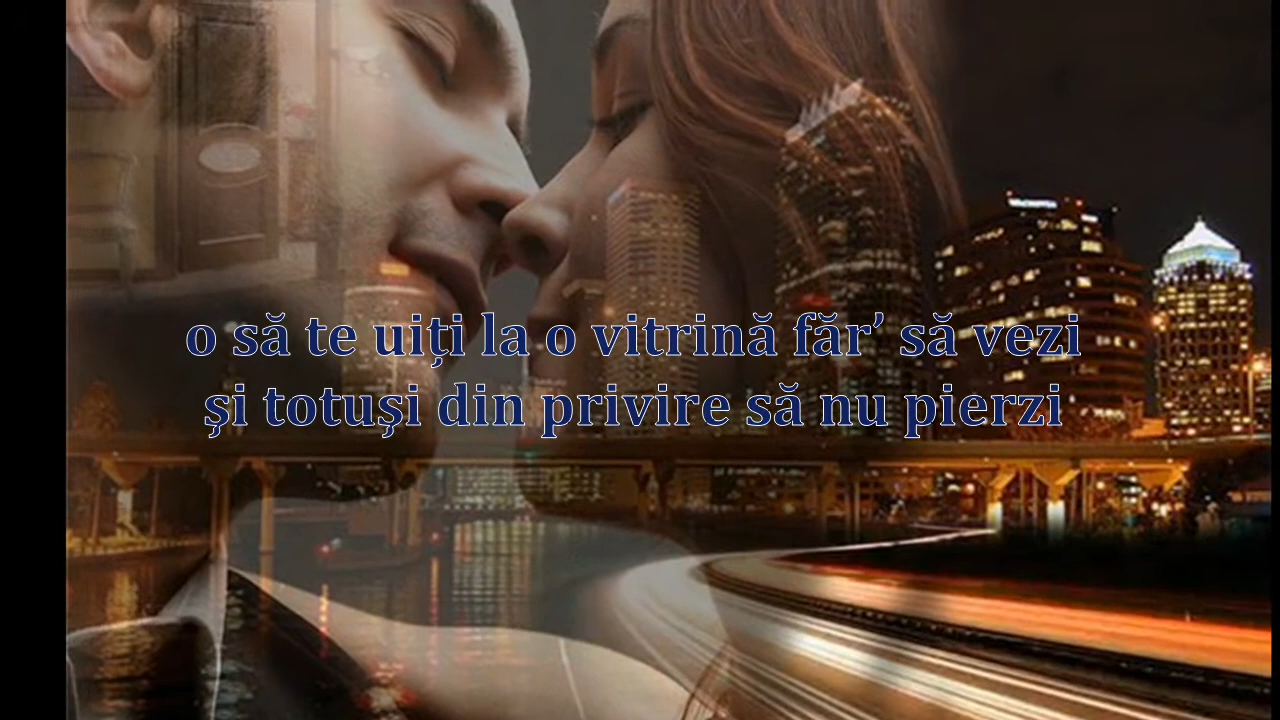 o să te uiți la o vitrină făr’ să vezi
şi totuşi din privire să nu pierzi